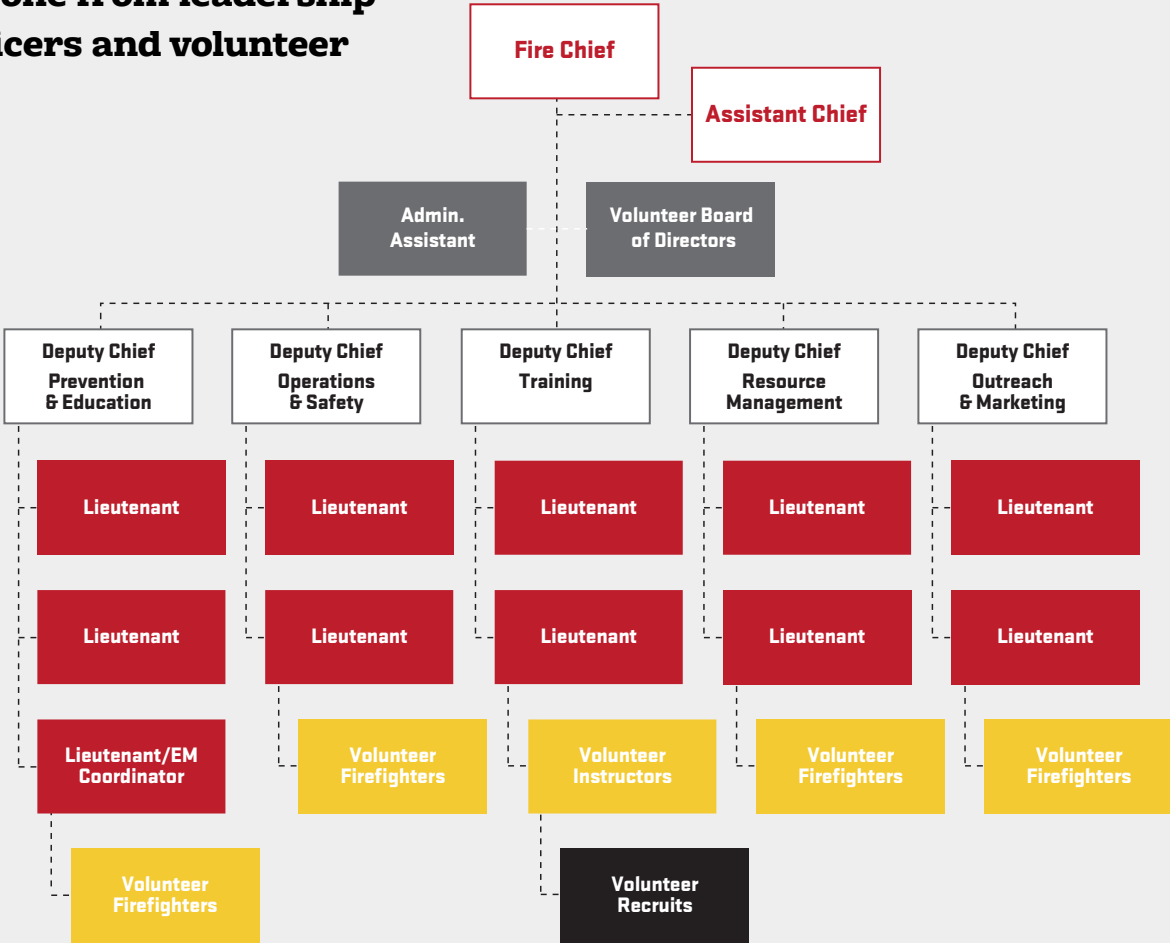 one from leadership
icers and volunteer
Fire Chief
Assistant Chief
Admin.
Assistant
Volunteer Board
of Directors
Deputy Chief
Prevention
& Education
Deputy Chief
Operations
& Safety
Deputy Chief
Training
Deputy Chief
Resource
Management
Deputy Chief
Outreach
& Marketing
Lieutenant
Lieutenant
Lieutenant
Lieutenant
Lieutenant
Lieutenant
Lieutenant
Lieutenant
Lieutenant
Lieutenant
Lieutenant/EM
Coordinator
Volunteer
Firefighters
Volunteer
Instructors
Volunteer
Firefighters
Volunteer
Firefighters
Volunteer
Firefighters
Volunteer
Recruits